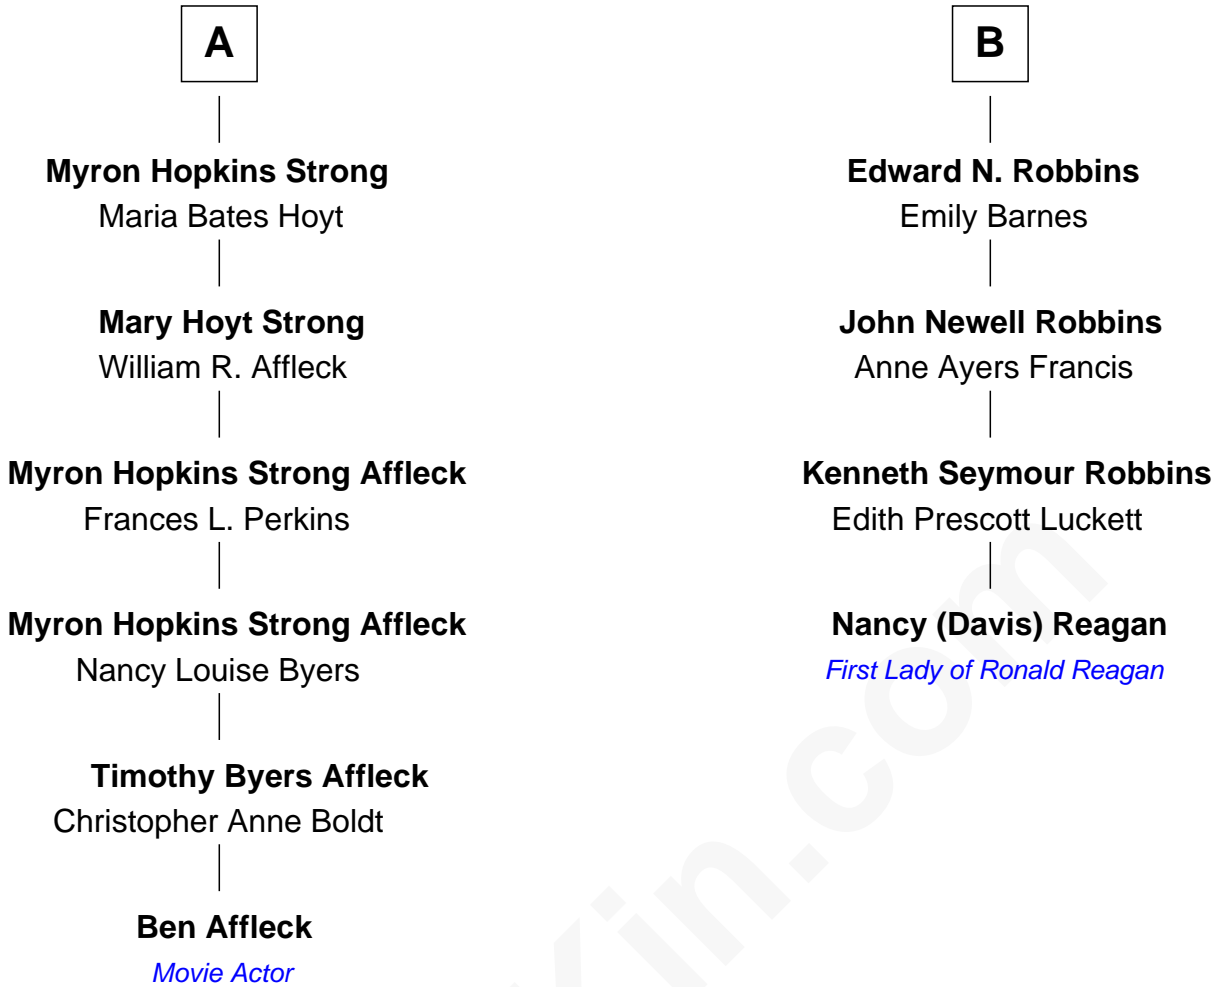 A
Myron Hopkins Strong
Maria Bates Hoyt
Mary Hoyt Strong
William R. Affleck
Myron Hopkins Strong Affleck
Frances L. Perkins
Myron Hopkins Strong Affleck
Nancy Louise Byers
Timothy Byers Affleck
Christopher Anne Boldt
Ben Affleck
Movie Actor
B
Edward N. Robbins
Emily Barnes
John Newell Robbins
Anne Ayers Francis
Kenneth Seymour Robbins
Edith Prescott Luckett
Nancy (Davis) Reagan
First Lady of Ronald Reagan
Kin.com